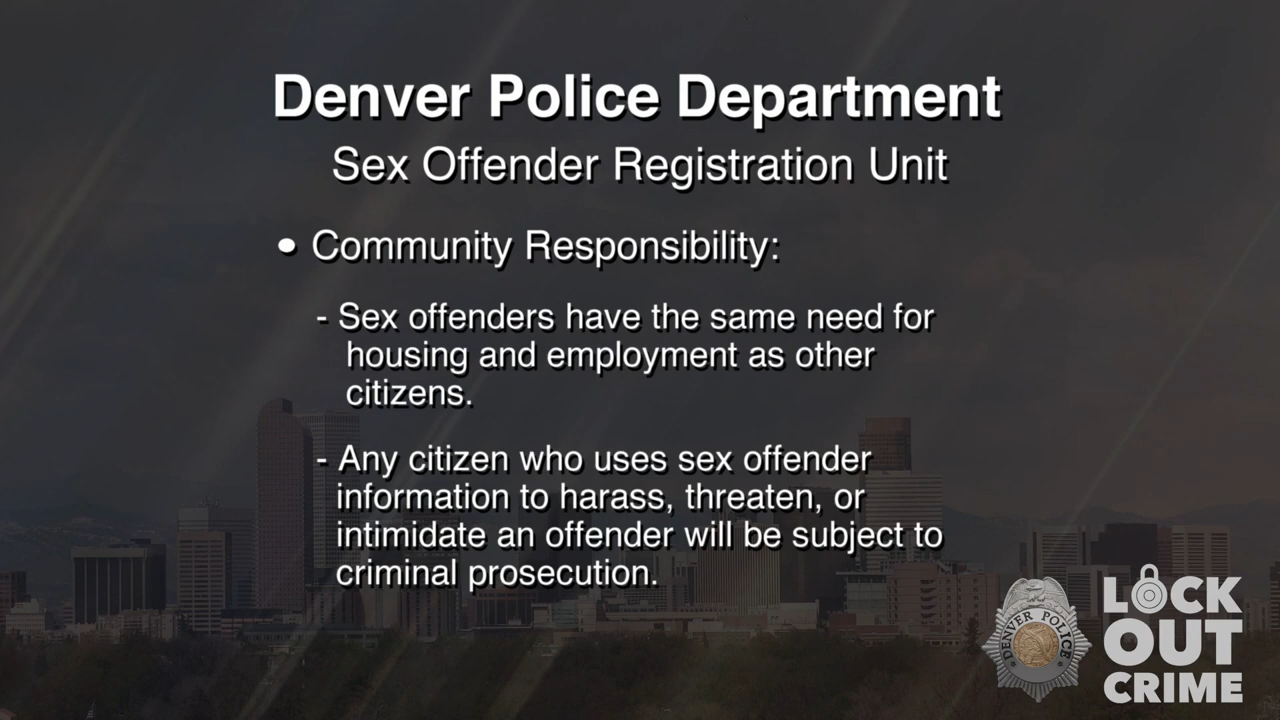 Denver Police Department
Sex Offender Registration Unit
• Community Responsibility:
- Sex offenders have the same need for
housing and employment as other
citizens.
- Any citizen who uses sex offender
information to harass, threaten, or
intimidate an offender will be subject to
criminal prosecution.
DENVER POLICE
LOCK
OUT
CRIME